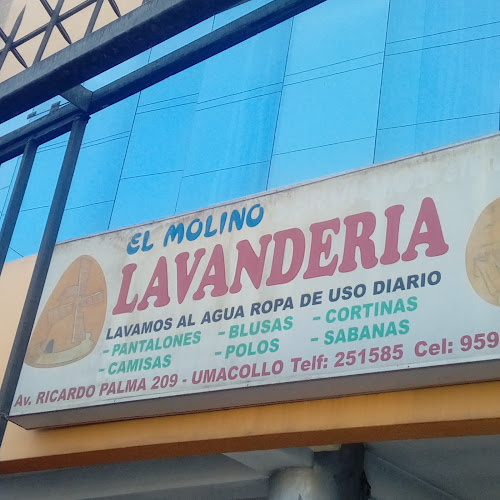 EL MOLINO
LAVANDERIA
LAVAMOS AL AGUA ROPA DE USO DIARIO
- PANTALONES - BLUSAS - CORTINAS
- CAMISAS - POLOS - SABANAS
Av. RICARDO PALMA 209 - UMACOLLO Telf: 251585 Cel: 959